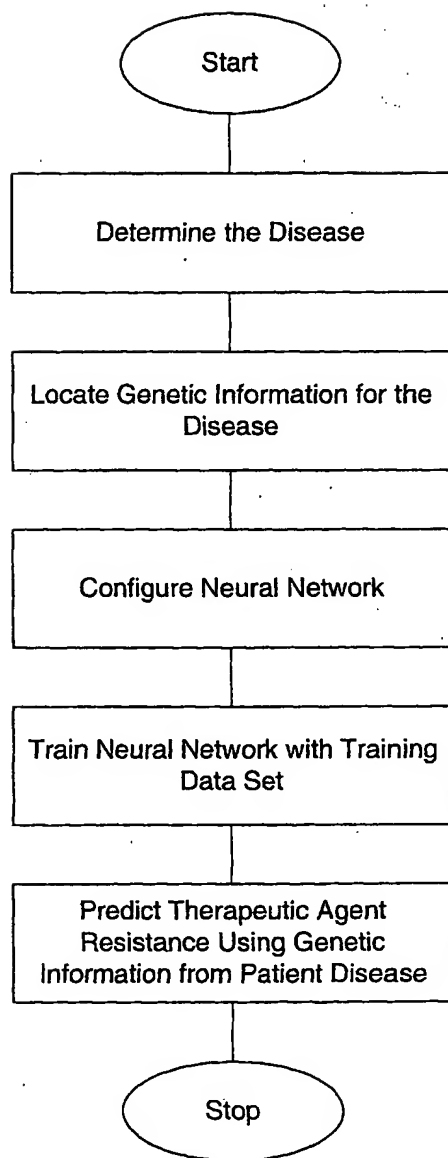 Start
Determine the Disease
Locate Genetic Information for the
Disease
Configure Neural Network
Train Neural Network with Training
Data Set
Predict Therapeutic Agent
Resistance Using Genetic
Information from Patient Disease
Stop